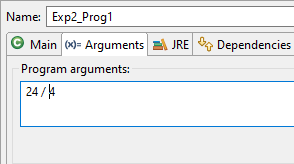 Name: Exp2_Prog1
Main (x)= Arguments JRE Dependencies
Program arguments:
24 / 4